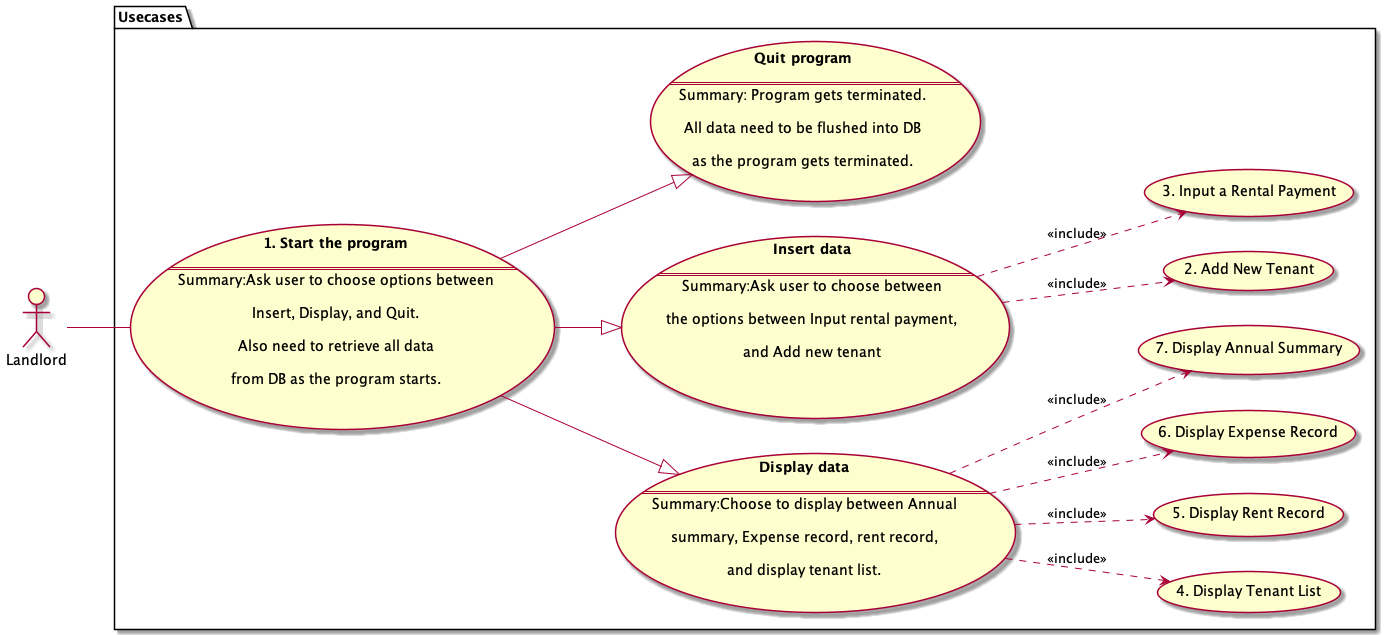 Usecases
Quit program
Summary: Program gets terminated.
All data need to be flushed into DB
as the program gets terminated.
1. Start the program
Summary:Ask user to choose options between
Insert, Display, and Quit.
Also need to retrieve all data
from DB as the program starts.
Landlord
Insert data
Summary:Ask user to choose between
the options between Input rental payment,
and Add new tenant
Display data
Summary:Choose to display between Annual
summary, Expense record, rent record,
and display tenant list.
«include»
3. Input a Rental Payment
«include»
2. Add New Tenant
«include»
7. Display Annual Summary
«include»
6. Display Expense Record
«include»
5. Display Rent Record
«include»
4. Display Tenant List